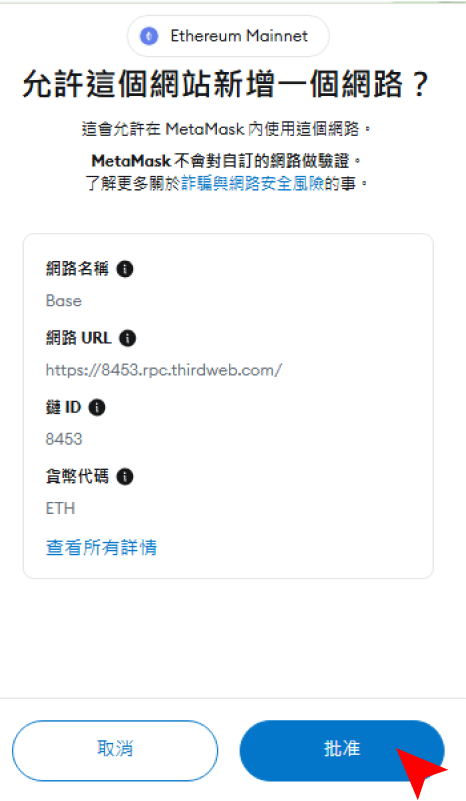 Ethereum Mainnet
允許這個網站新增一個網路？
這會允許在 MetaMask 內使用這個網路。
MetaMask 不會對自訂的網路做驗證。
了解更多關於詐騙與網路安全風險的事。
網路名稱
Base
網路 URL
https://8453.rpc.thirdweb.com/
鏈 ID
8453
貨幣代碼
ETH
查看所有詳情
取消
批准